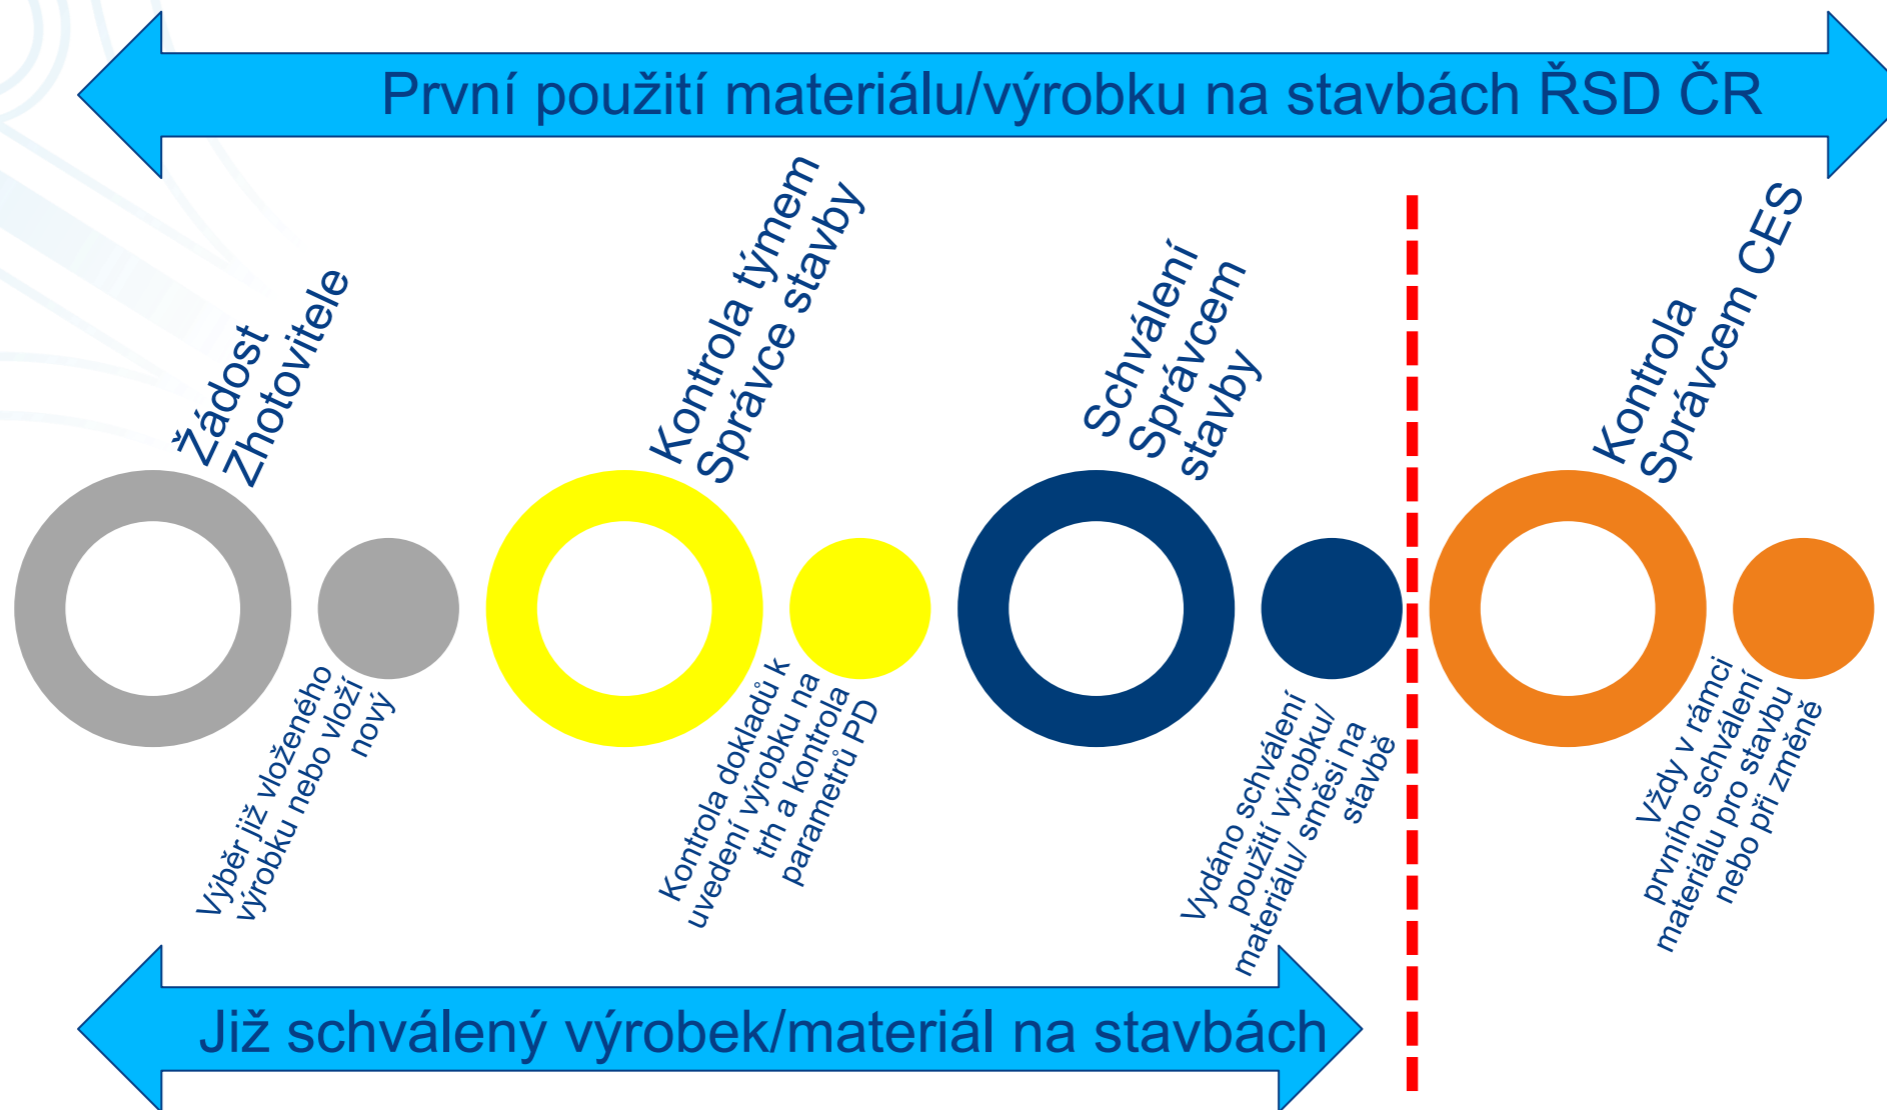 První použití materiálu/výrobku na stavbách ŘSD ČR
Žádost
Zhotovitele
Výběr již vloženého
výrobku nebo vloží
nový
Kontrola týmem
Správce stavby
Kontrola dokladů k
uvedení výrobku na
trh a kontrola
parametrů PD
Schválení
Správcem
stavby
Vydáno schválení
použití výrobku/
materiálu/ směsi na
stavbě
Kontrola
Správcem CES
Vždy v rámci
prvního schválení
materiálu pro stavbu
nebo při změně
Již schválený výrobek/materiál na stavbách